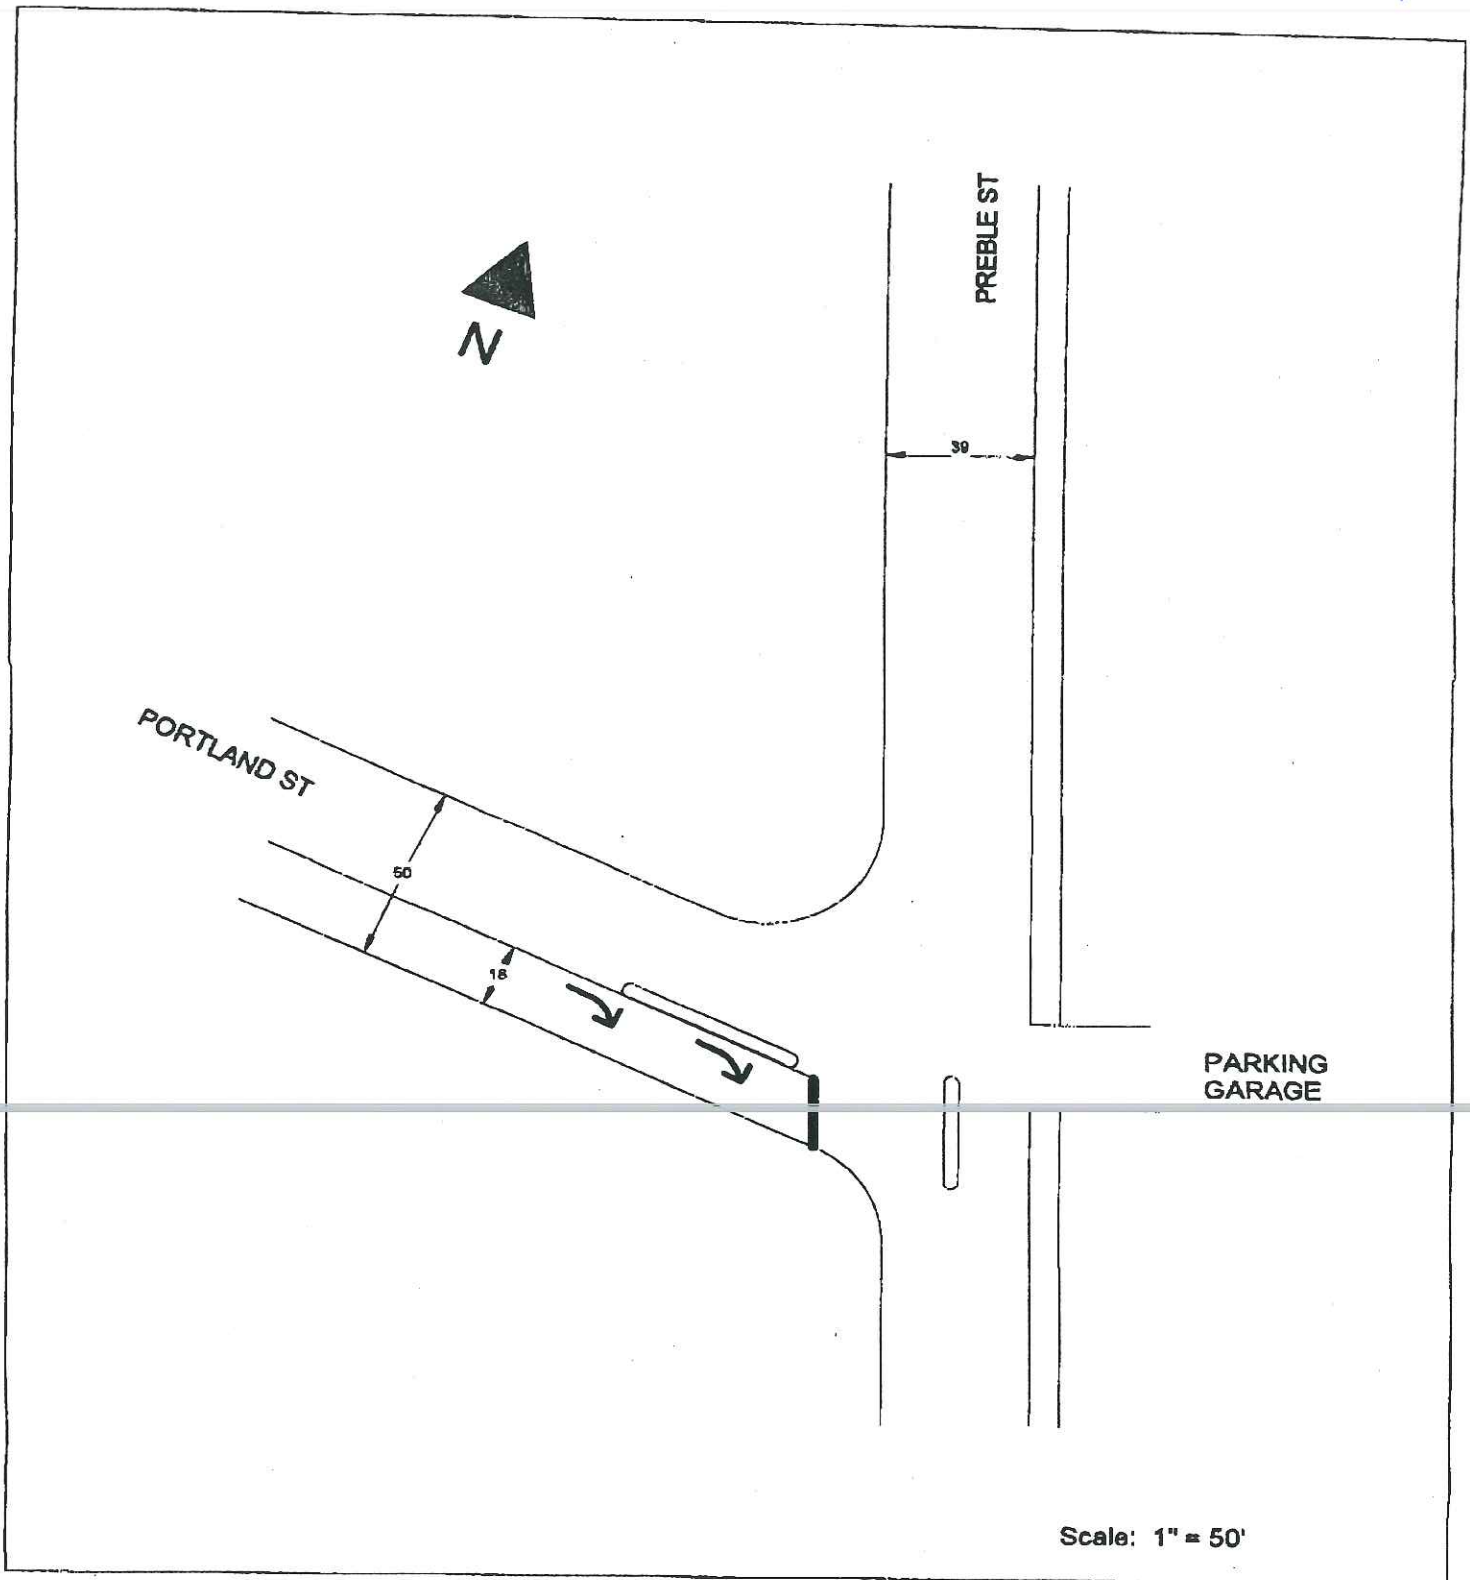 PREBLE ST
N
39
PORTLAND ST
50
18
PARKING
GARAGE
Scale: 1" = 50'